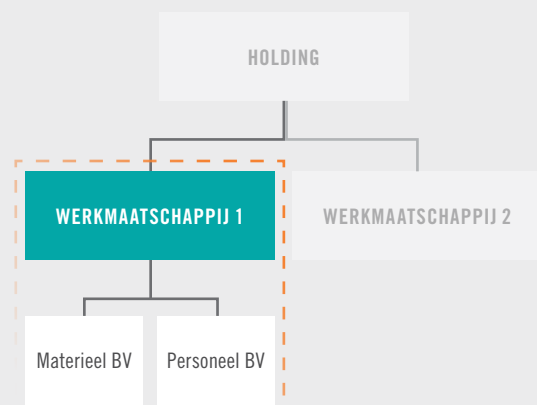 HOLDING
WERKMAATSCHAPPIJ 1
WERKMAATSCHAPPIJ 2
Materieel BV
Personeel BV